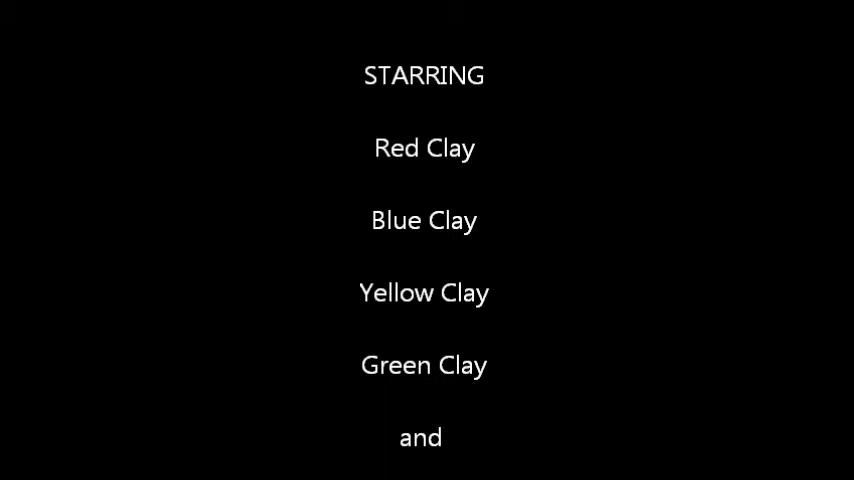 STARRING
Red Clay
Blue Clay
Yellow Clay
Green Clay
and